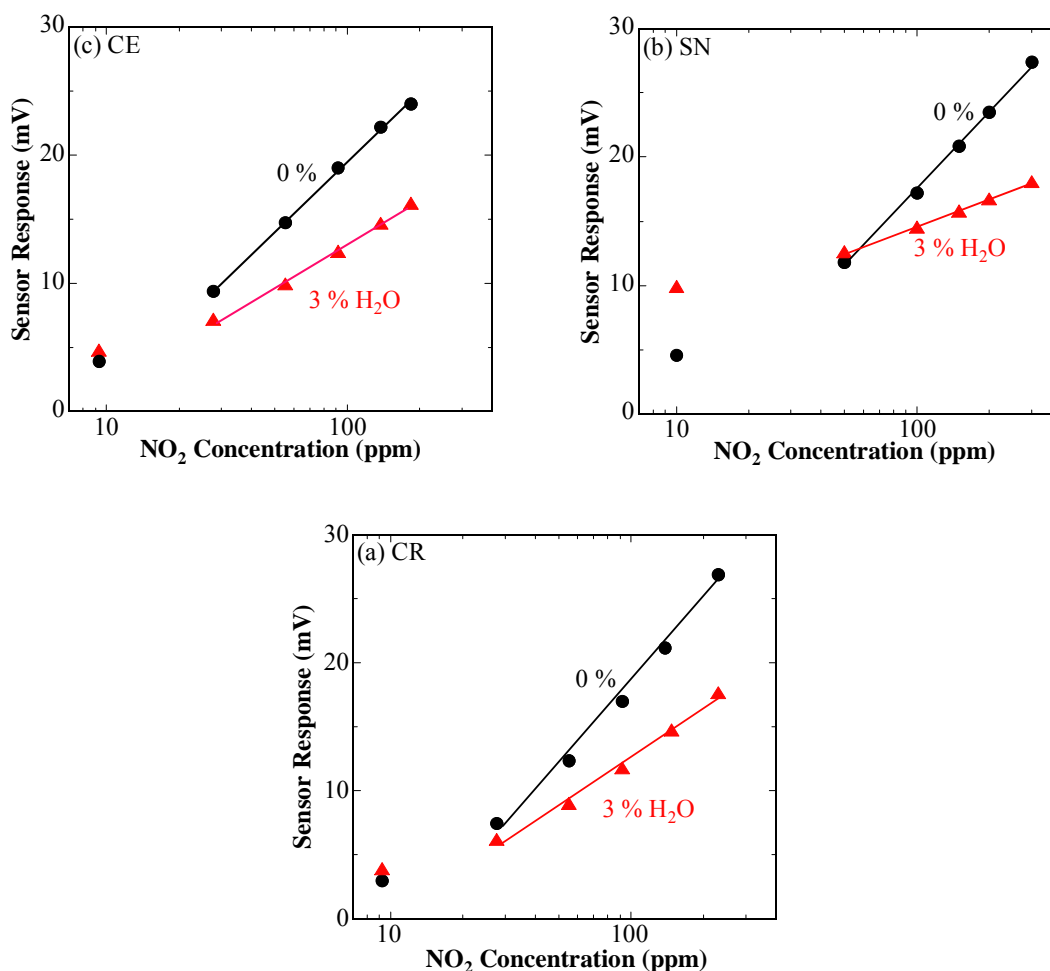 (c) CE
30
20
10
0
Sensor Response (mV)
0 %
3 % H₂O
10
100
NO₂ Concentration (ppm)
(b) SN
30
20
10
0
Sensor Response (mV)
0 %
3 % H₂O
10
100
NO₂ Concentration (ppm)
(a) CR
30
20
10
0
Sensor Response (mV)
0 %
3 % H₂O
10
100
NO₂ Concentration (ppm)